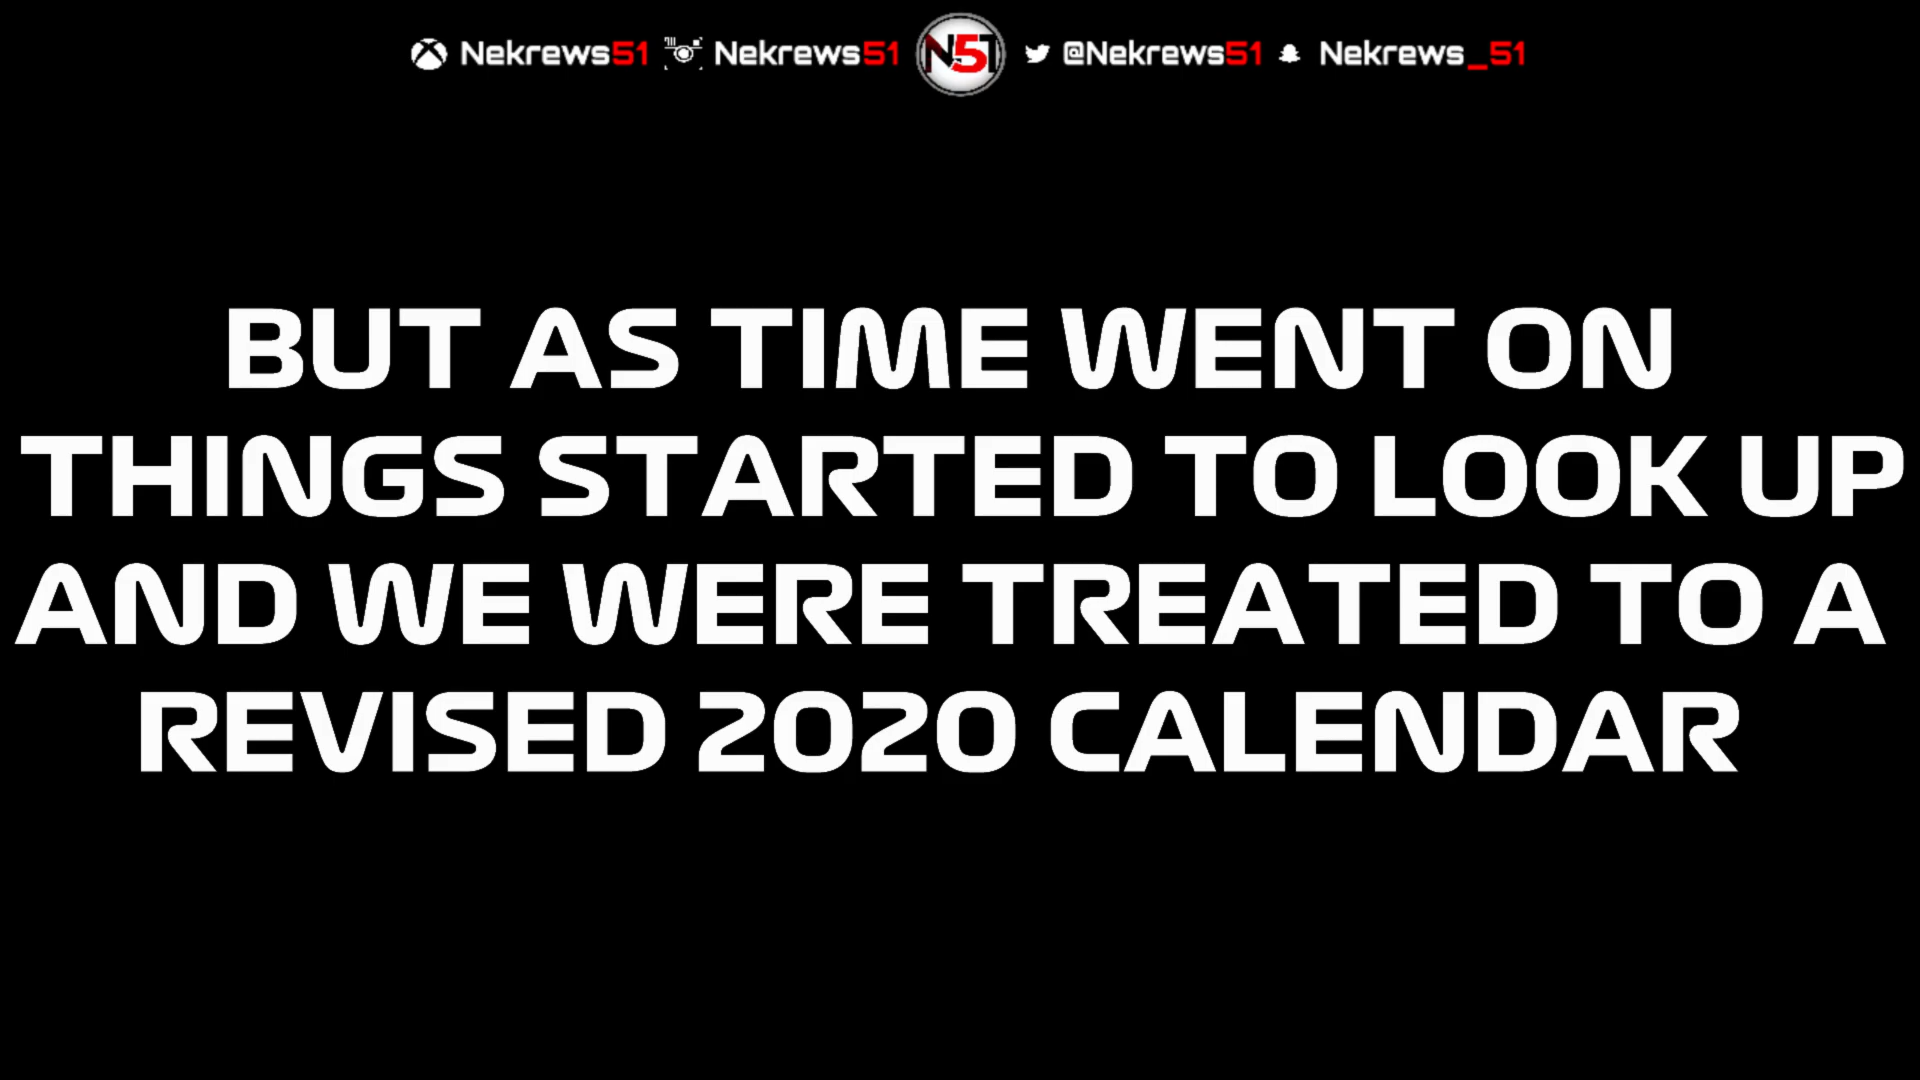 Nekrews51 Nekrews51 N51 @Nekrews51 Nekrews_51
BUT AS TIME WENT ON
THINGS STARTED TO LOOK UP
AND WE WERE TREATED TO A
REVISED 2020 CALENDAR